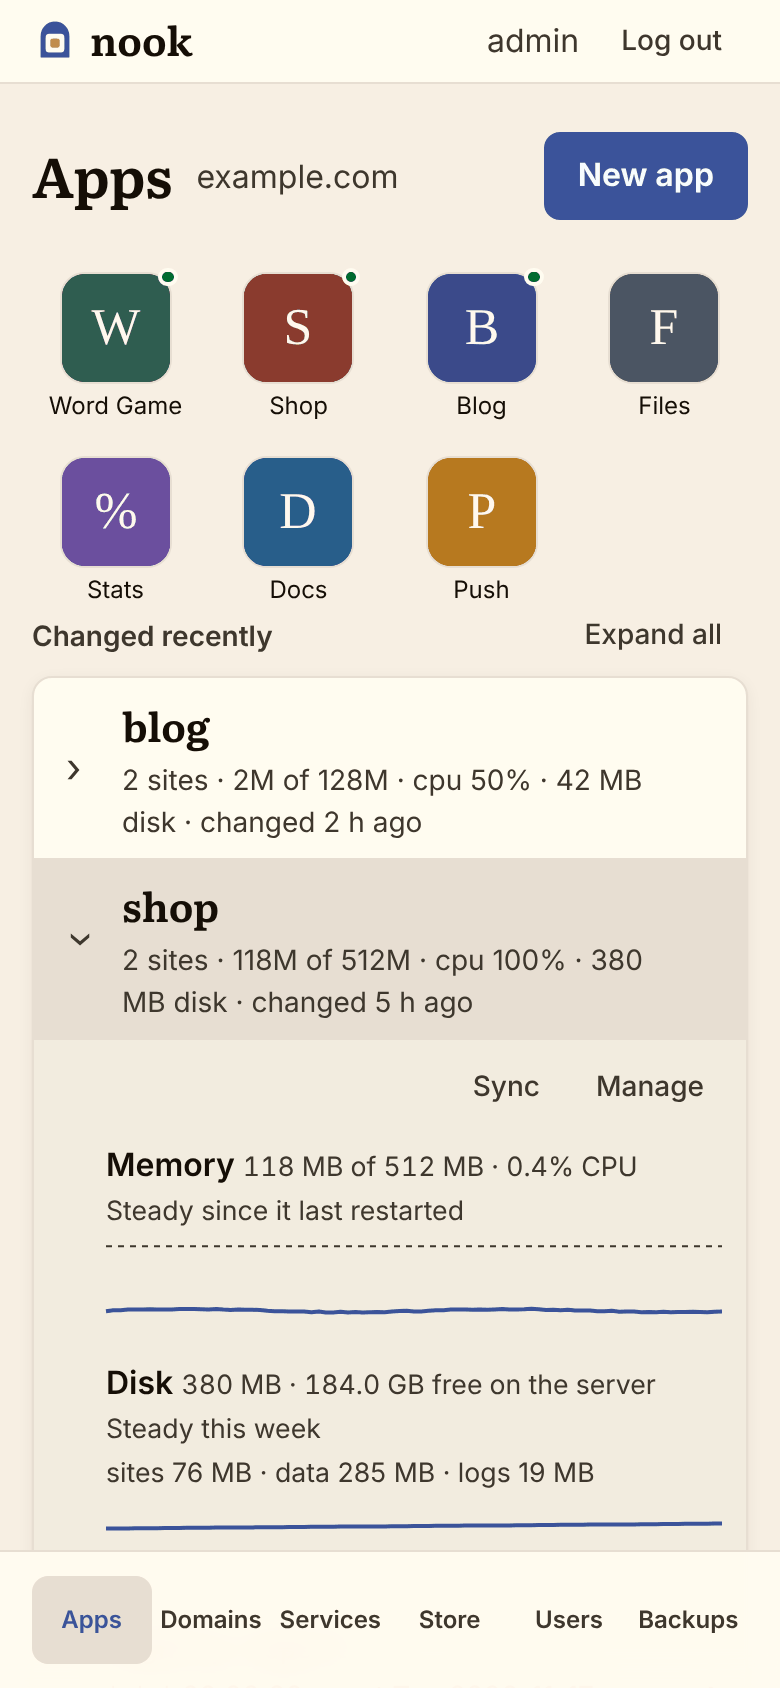 nook
admin
Log out
Apps
example.com
New app
W
S
B
F
Word Game
Shop
Blog
Files
%
D
P
Stats
Docs
Push
Changed recently
Expand all
blog
2 sites · 2M of 128M · cpu 50% · 42 MB
disk · changed 2 h ago
shop
2 sites · 118M of 512M · cpu 100% · 380
MB disk · changed 5 h ago
Sync
Manage
Memory 118 MB of 512 MB · 0.4% CPU
Steady since it last restarted
Disk 380 MB · 184.0 GB free on the server
Steady this week
sites 76 MB · data 285 MB · logs 19 MB
Apps
Domains
Services
Store
Users
Backups